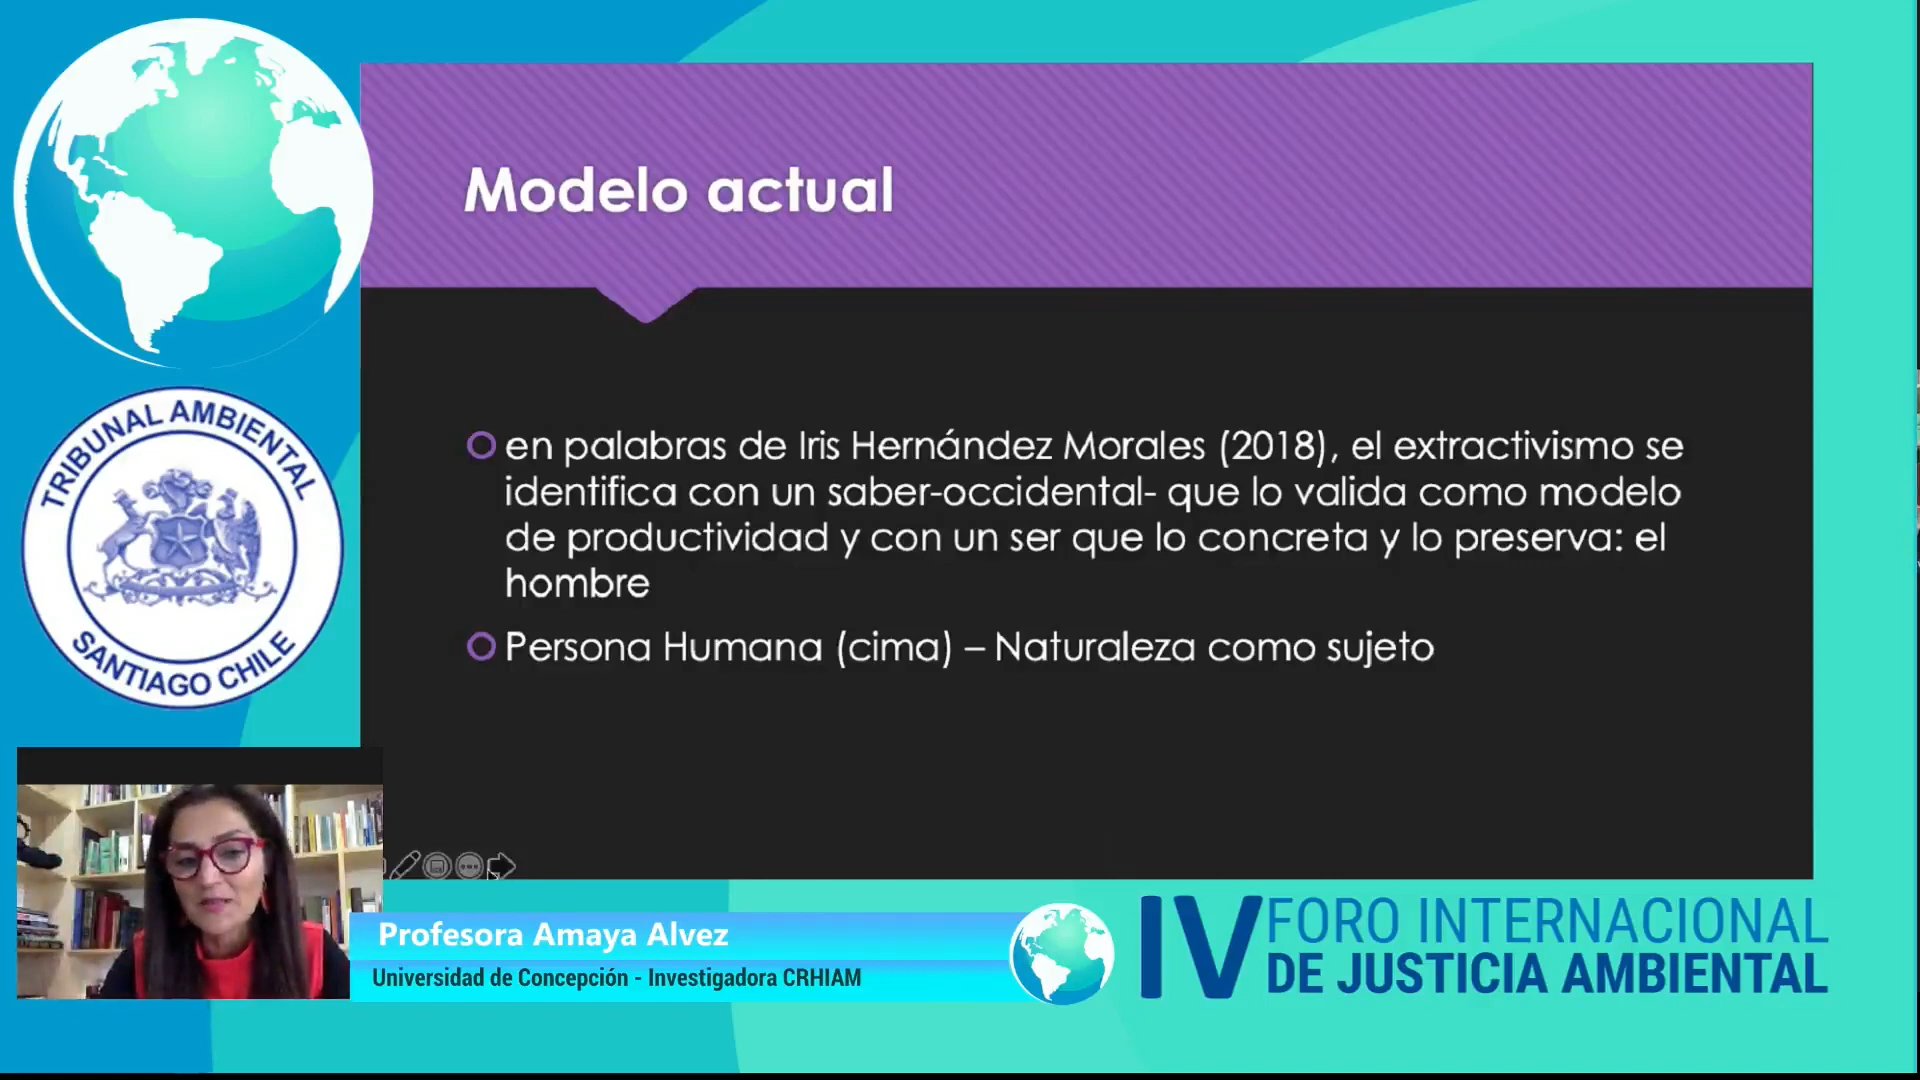 Modelo actual
en palabras de Iris Hernández Morales (2018), el extractivismo se
identifica con un saber-occidental- que lo valida como modelo
de productividad y con un ser que lo concreta y lo preserva: el
hombre
Persona Humana (cima) – Naturaleza como sujeto
TRIBUNAL AMBIENTAL
SANTIAGO CHILE
Profesora Amaya Alvez
Universidad de Concepción - Investigadora CRHIAM
IV FORO INTERNACIONAL
DE JUSTICIA AMBIENTAL